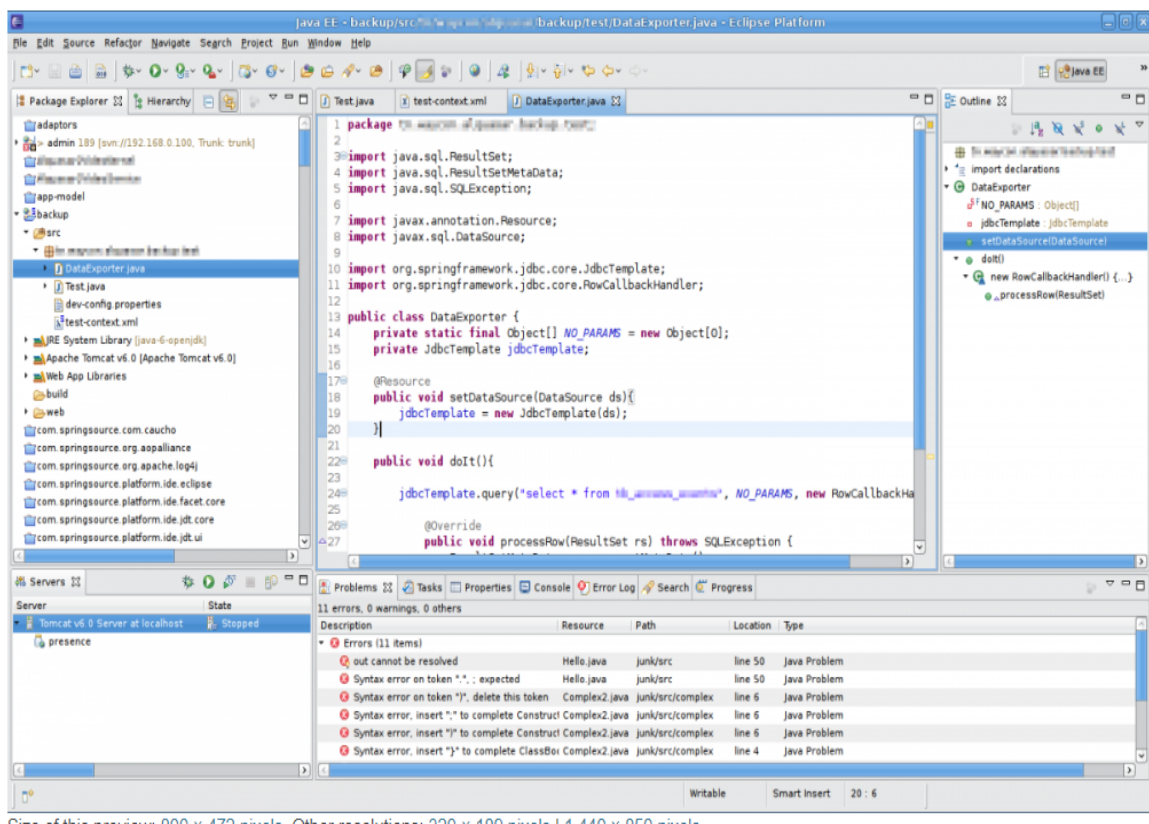 Java EE - backup/src/ /backup/test/DataExporter.java - Eclipse Platform
File Edit Source Refactor Navigate Search Project Run Window Help
Java EE
Package Explorer Hierarchy
adaptors
> admin 189 [svn://192.168.0.100, Trunk: trunk]
app-model
backup
src
DataExporter.java
Test.java
dev-config.properties
test-context.xml
JRE System Library [java-6-openjdk]
Apache Tomcat v6.0 [Apache Tomcat v6.0]
Web App Libraries
build
web
com.springsource.com.caucho
com.springsource.org.aopalliance
com.springsource.org.apache.log4j
com.springsource.platform.ide.eclipse
com.springsource.platform.ide.facet.core
com.springsource.platform.ide.jdt.core
com.springsource.platform.ide.jdt.ui
Test.java test-context.xml DataExporter.java
1 package
2
3 import java.sql.ResultSet;
4 import java.sql.ResultSetMetaData;
5 import java.sql.SQLException;
6
7 import javax.annotation.Resource;
8 import javax.sql.DataSource;
9
10 import org.springframework.jdbc.core.JdbcTemplate;
11 import org.springframework.jdbc.core.RowCallbackHandler;
12
13 public class DataExporter {
14 private static final Object[] NO_PARAMS = new Object[0];
15 private JdbcTemplate jdbcTemplate;
16
17 @Resource
18 public void setDataSource(DataSource ds){
19 jdbcTemplate = new JdbcTemplate(ds);
20 }
21
22 public void doIt(){
23
24 jdbcTemplate.query("select * from ", NO_PARAMS, new RowCallbackHa
25
26 @Override
27 public void processRow(ResultSet rs) throws SQLException {
Outline
import declarations
DataExporter
NO_PARAMS : Object[]
jdbcTemplate : JdbcTemplate
setDataSource(DataSource)
doIt()
new RowCallbackHandler() {...}
processRow(ResultSet)
Servers
Server State
Tomcat v6.0 Server at localhost Stopped
presence
Problems Tasks Properties Console Error Log Search Progress
11 errors, 0 warnings, 0 others
Description Resource Path Location Type
Errors (11 items)
out cannot be resolved Hello.java junk/src line 50 Java Problem
Syntax error on token ".", ; expected Hello.java junk/src line 50 Java Problem
Syntax error on token ")", delete this token Complex2.java junk/src/complex line 6 Java Problem
Syntax error, insert ";" to complete Construct Complex2.java junk/src/complex line 6 Java Problem
Syntax error, insert ")" to complete Construct Complex2.java junk/src/complex line 6 Java Problem
Syntax error, insert "}" to complete ClassBo Complex2.java junk/src/complex line 4 Java Problem
Writable Smart Insert 20 : 6